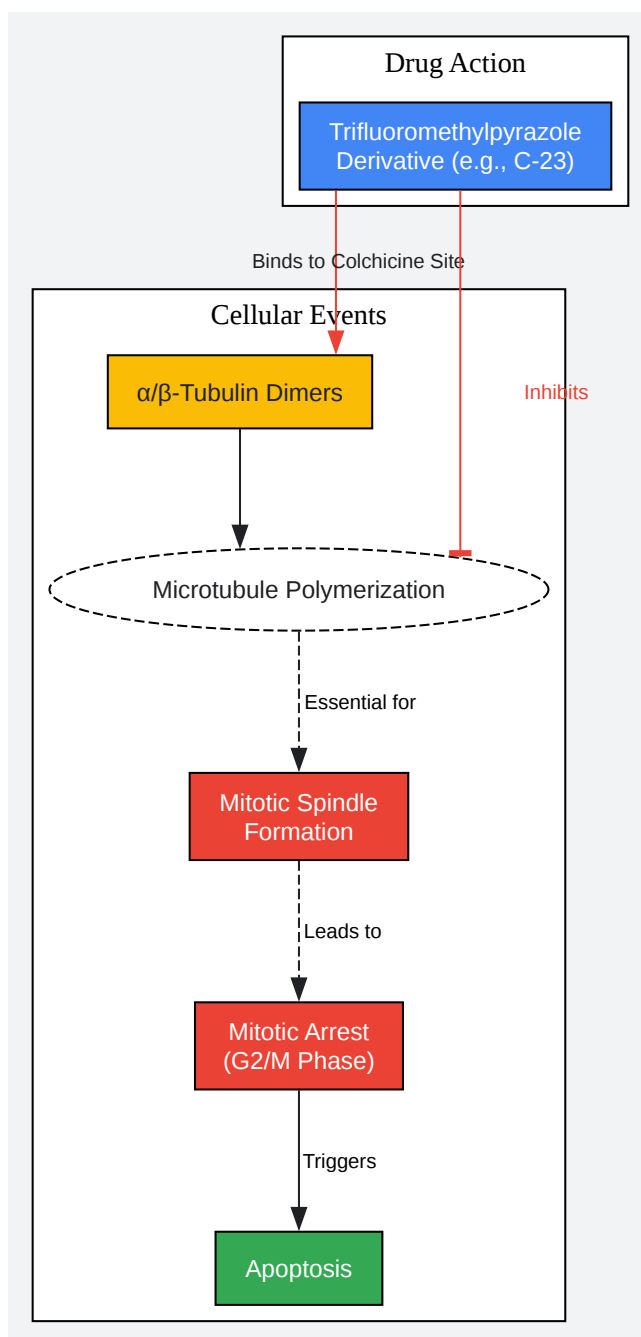 Drug Action
Trifluoromethylpyrazole
Derivative (e.g., C-23)
Binds to Colchicine Site
Cellular Events
α/β-Tubulin Dimers
Inhibits
Microtubule Polymerization
Essential for
Mitotic Spindle
Formation
Leads to
Mitotic Arrest
(G2/M Phase)
Triggers
Apoptosis